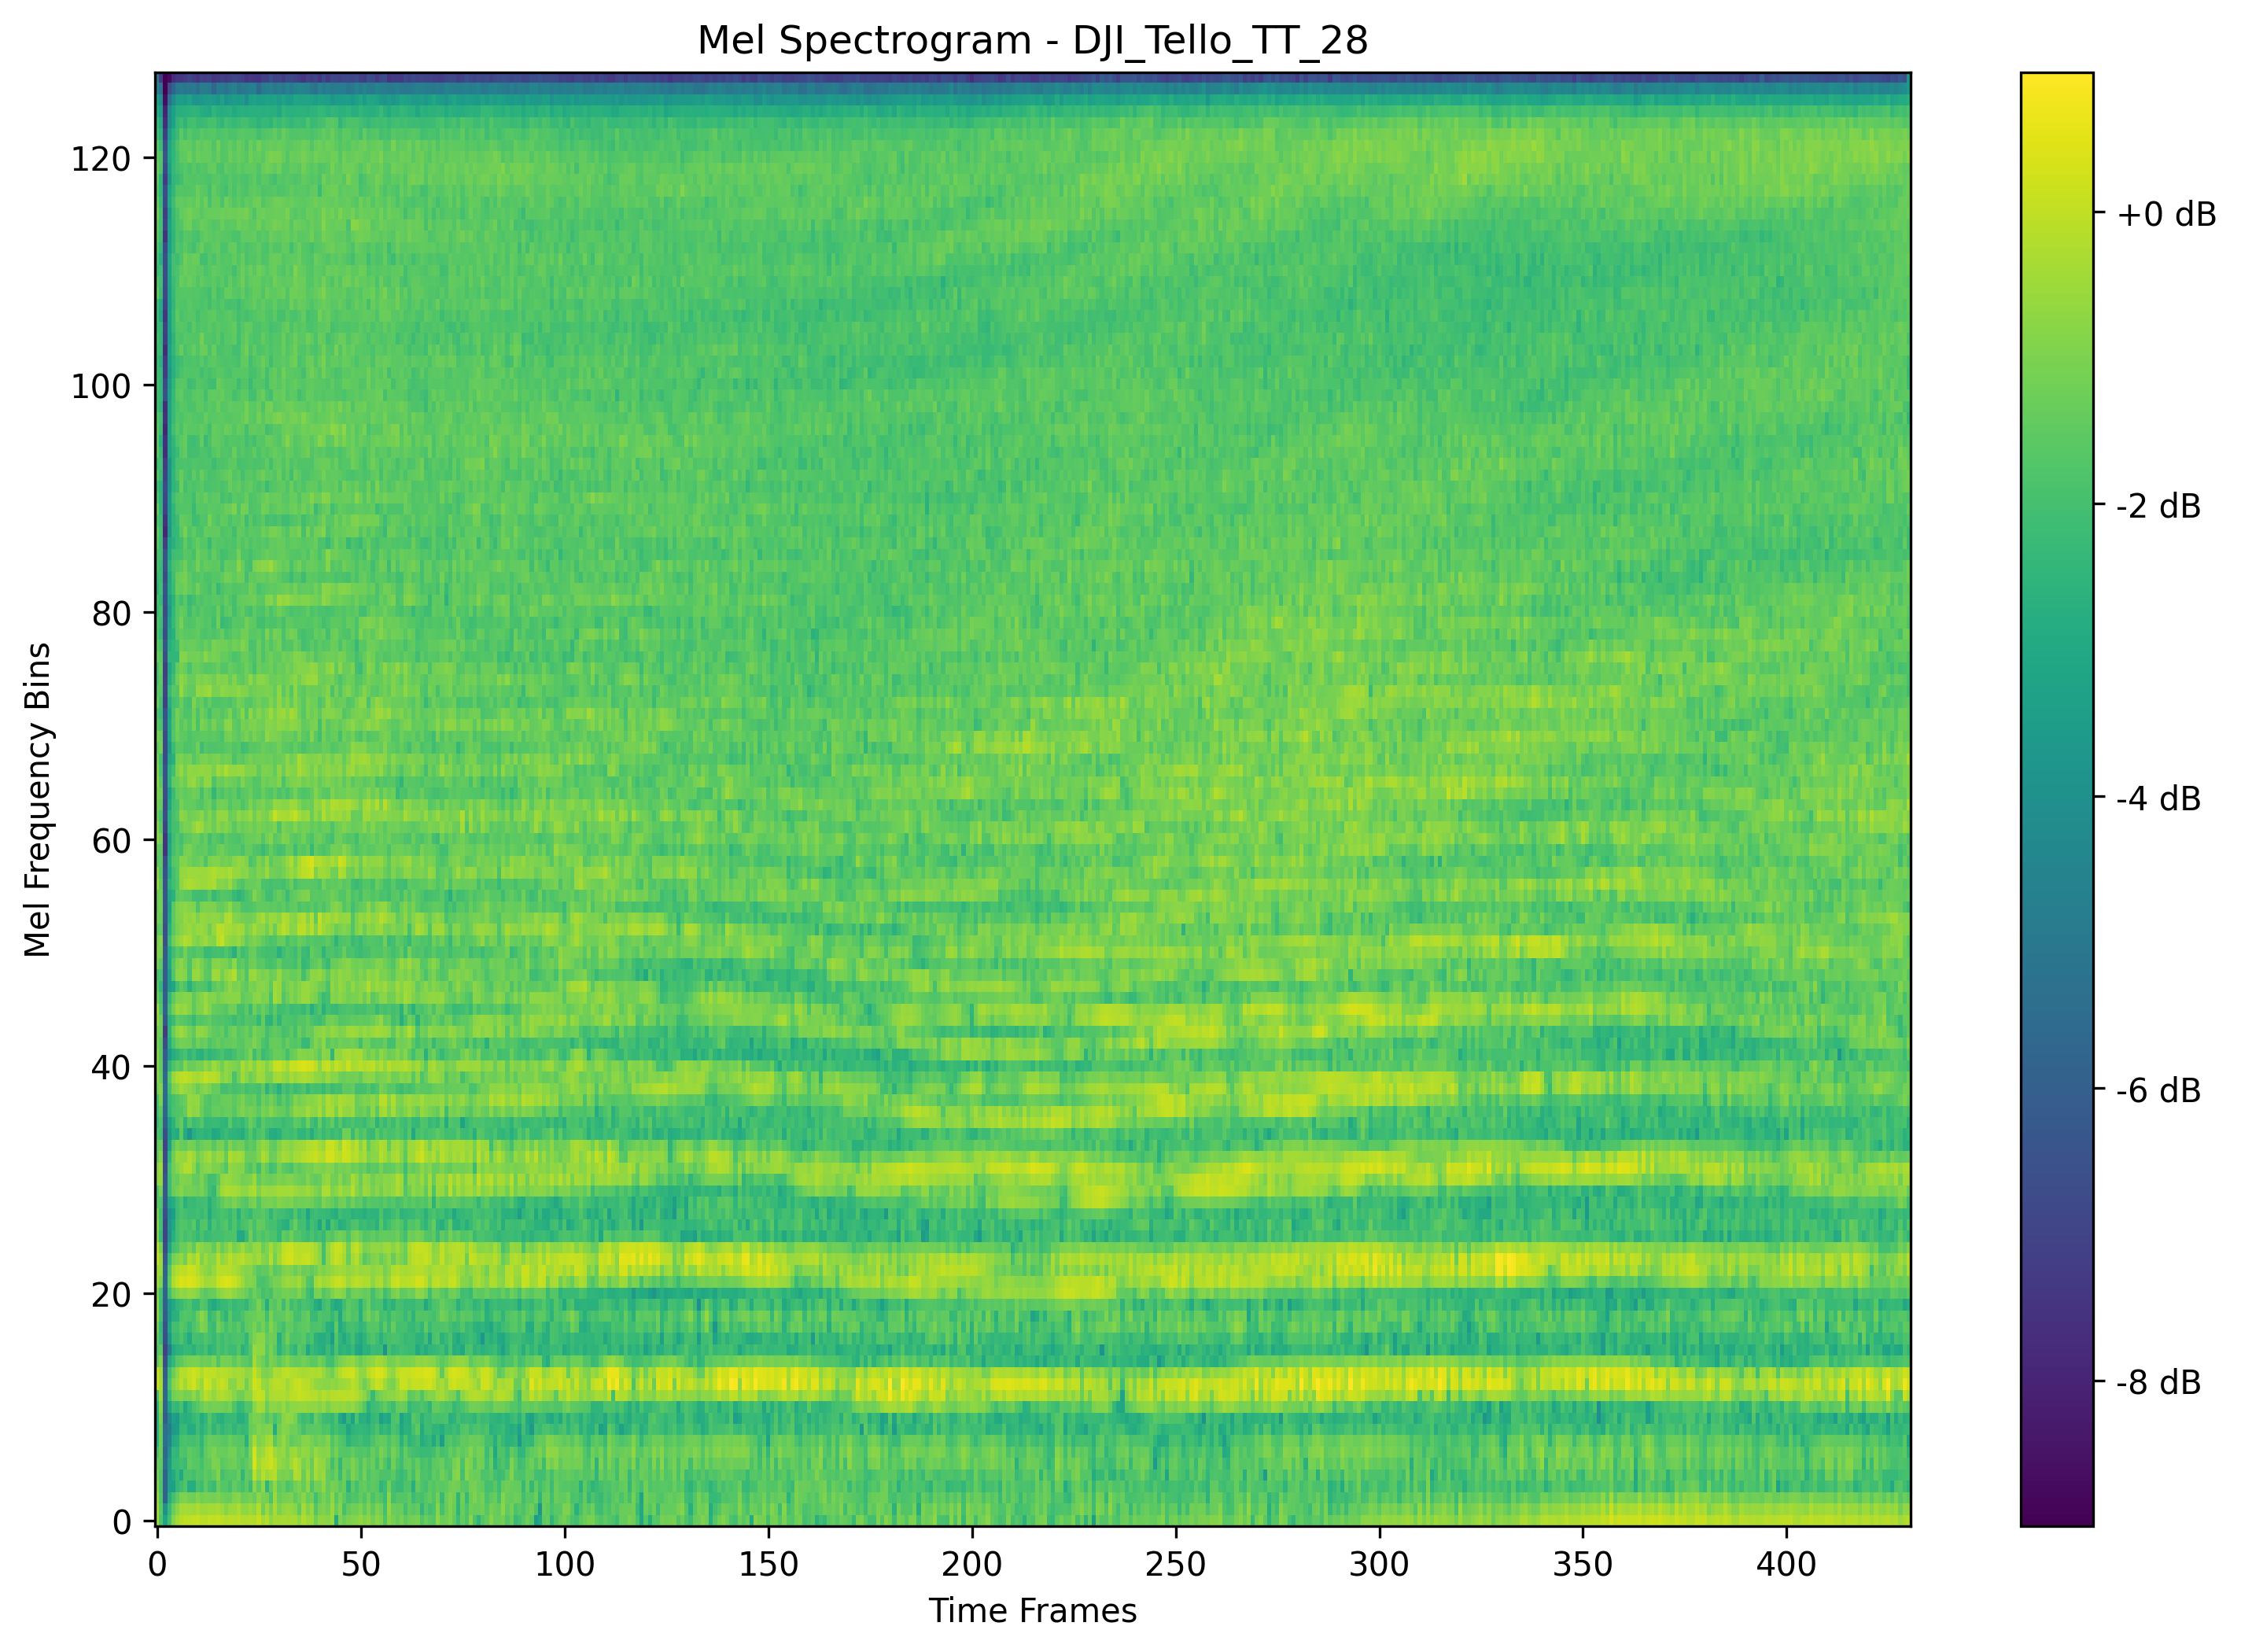 Mel Spectrogram - DJI_Tello_TT_28
120
100
80
60
40
20
0
Mel Frequency Bins
0 50 100 150 200 250 300 350 400
Time Frames
+0 dB
-2 dB
-4 dB
-6 dB
-8 dB